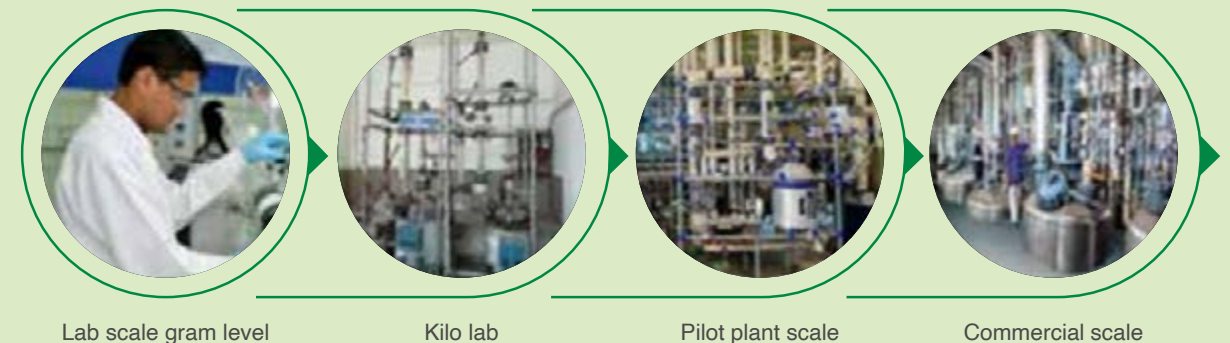 Lab scale gram level
Kilo lab
Pilot plant scale
Commercial scale